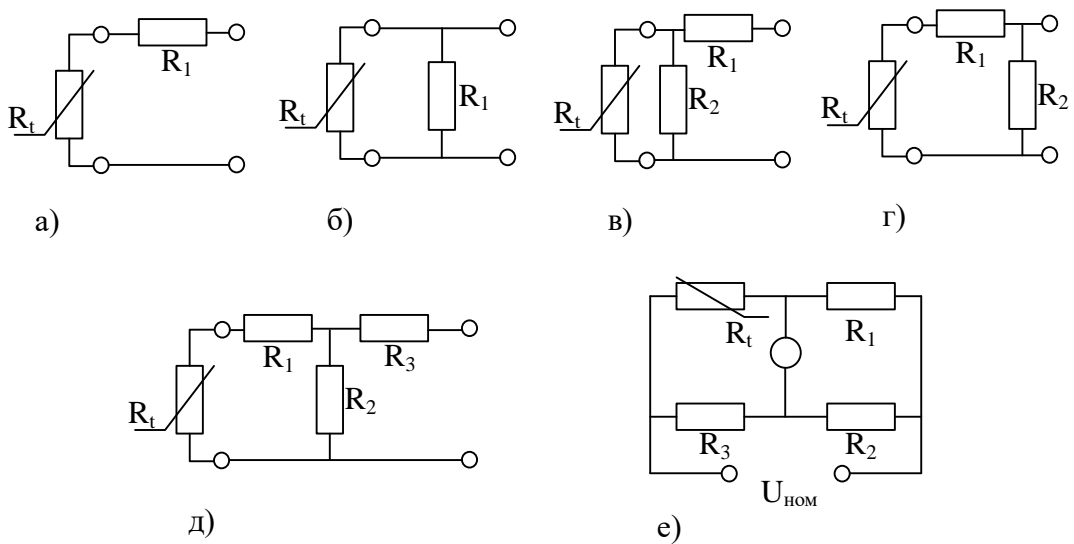 R₁
Rₜ
а)
Rₜ
R₁
б)
R₁
Rₜ
R₂
в)
R₁
Rₜ
R₂
г)
R₁
R₃
Rₜ
R₂
д)
Rₜ
R₁
R₃
R₂
Uном
е)